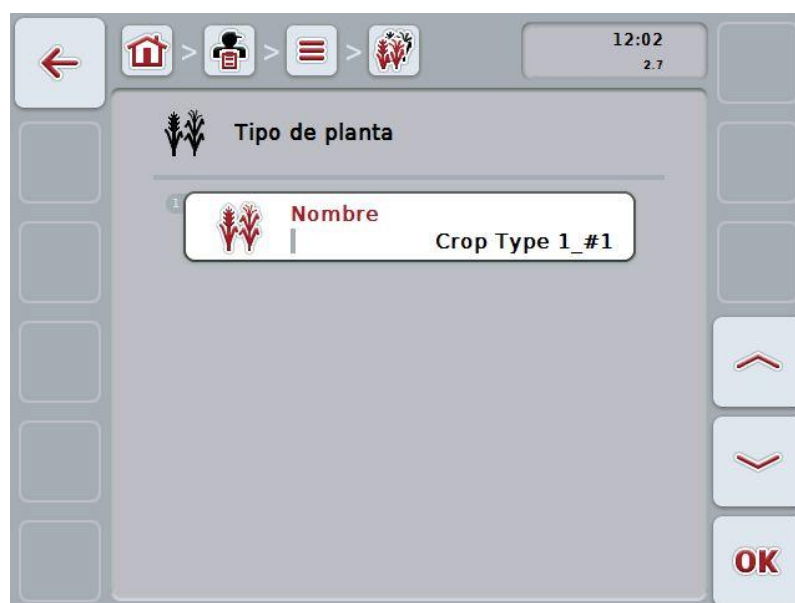 > > >
12:02
2.7
Tipo de planta
1
Nombre
Crop Type 1_#1
OK